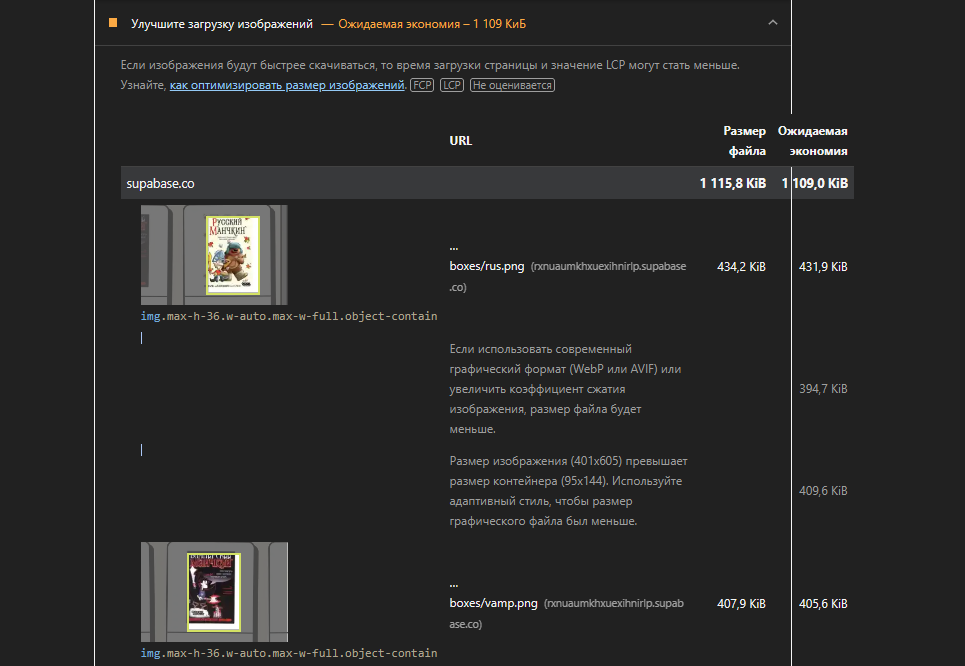 Улучшите загрузку изображений — Ожидаемая экономия – 1 109 КиБ
Если изображения будут быстрее скачиваться, то время загрузки страницы и значение LCP могут стать меньше.
Узнайте, как оптимизировать размер изображений. FCP LCP Не оценивается
URL
Размер файла
Ожидаемая экономия
supabase.co 1 115,8 KiB 1 109,0 KiB
РУССКИЙ
МАНЧКИН
...
boxes/rus.png (rxnuaumkhxuexihnirlp.supabase
.co)
434,2 KiB 431,9 KiB
img.max-h-36.w-auto.max-w-full.object-contain
Если использовать современный
графический формат (WebP или AVIF) или
увеличить коэффициент сжатия
изображения, размер файла будет
меньше.
394,7 KiB
Размер изображения (401x605) превышает
размер контейнера (95x144). Используйте
адаптивный стиль, чтобы размер
графического файла был меньше.
409,6 KiB
МАНЧКИН
...
boxes/vamp.png (rxnuaumkhxuexihnirlp.supab
ase.co)
407,9 KiB 405,6 KiB
img.max-h-36.w-auto.max-w-full.object-contain